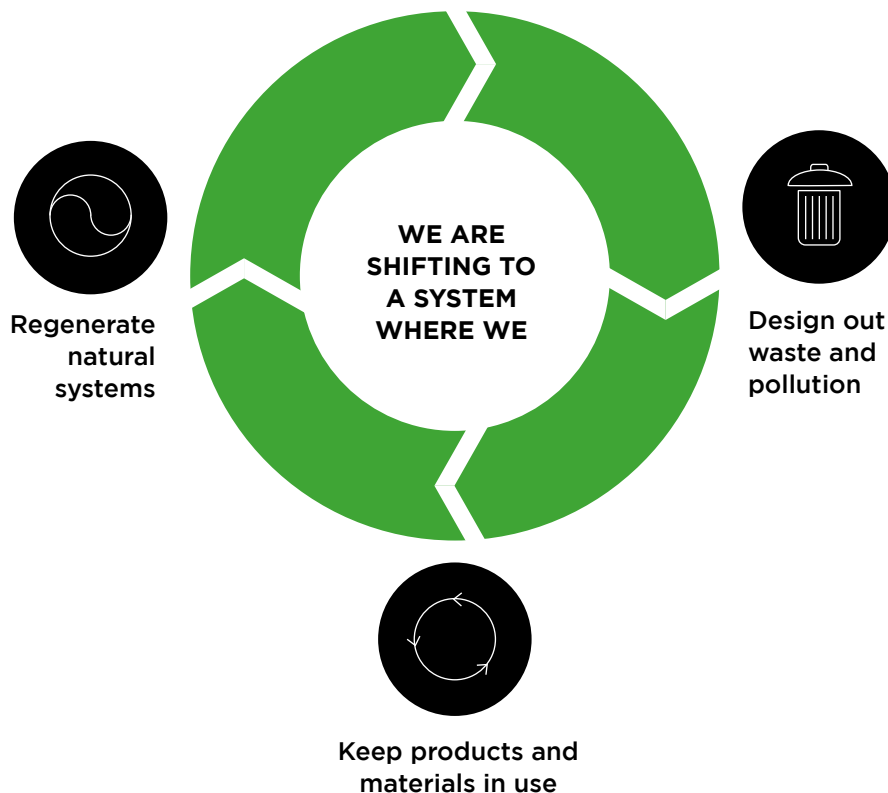 WE ARE
SHIFTING TO
A SYSTEM
WHERE WE
Design out
waste and
pollution
Keep products and
materials in use
Regenerate
natural
systems